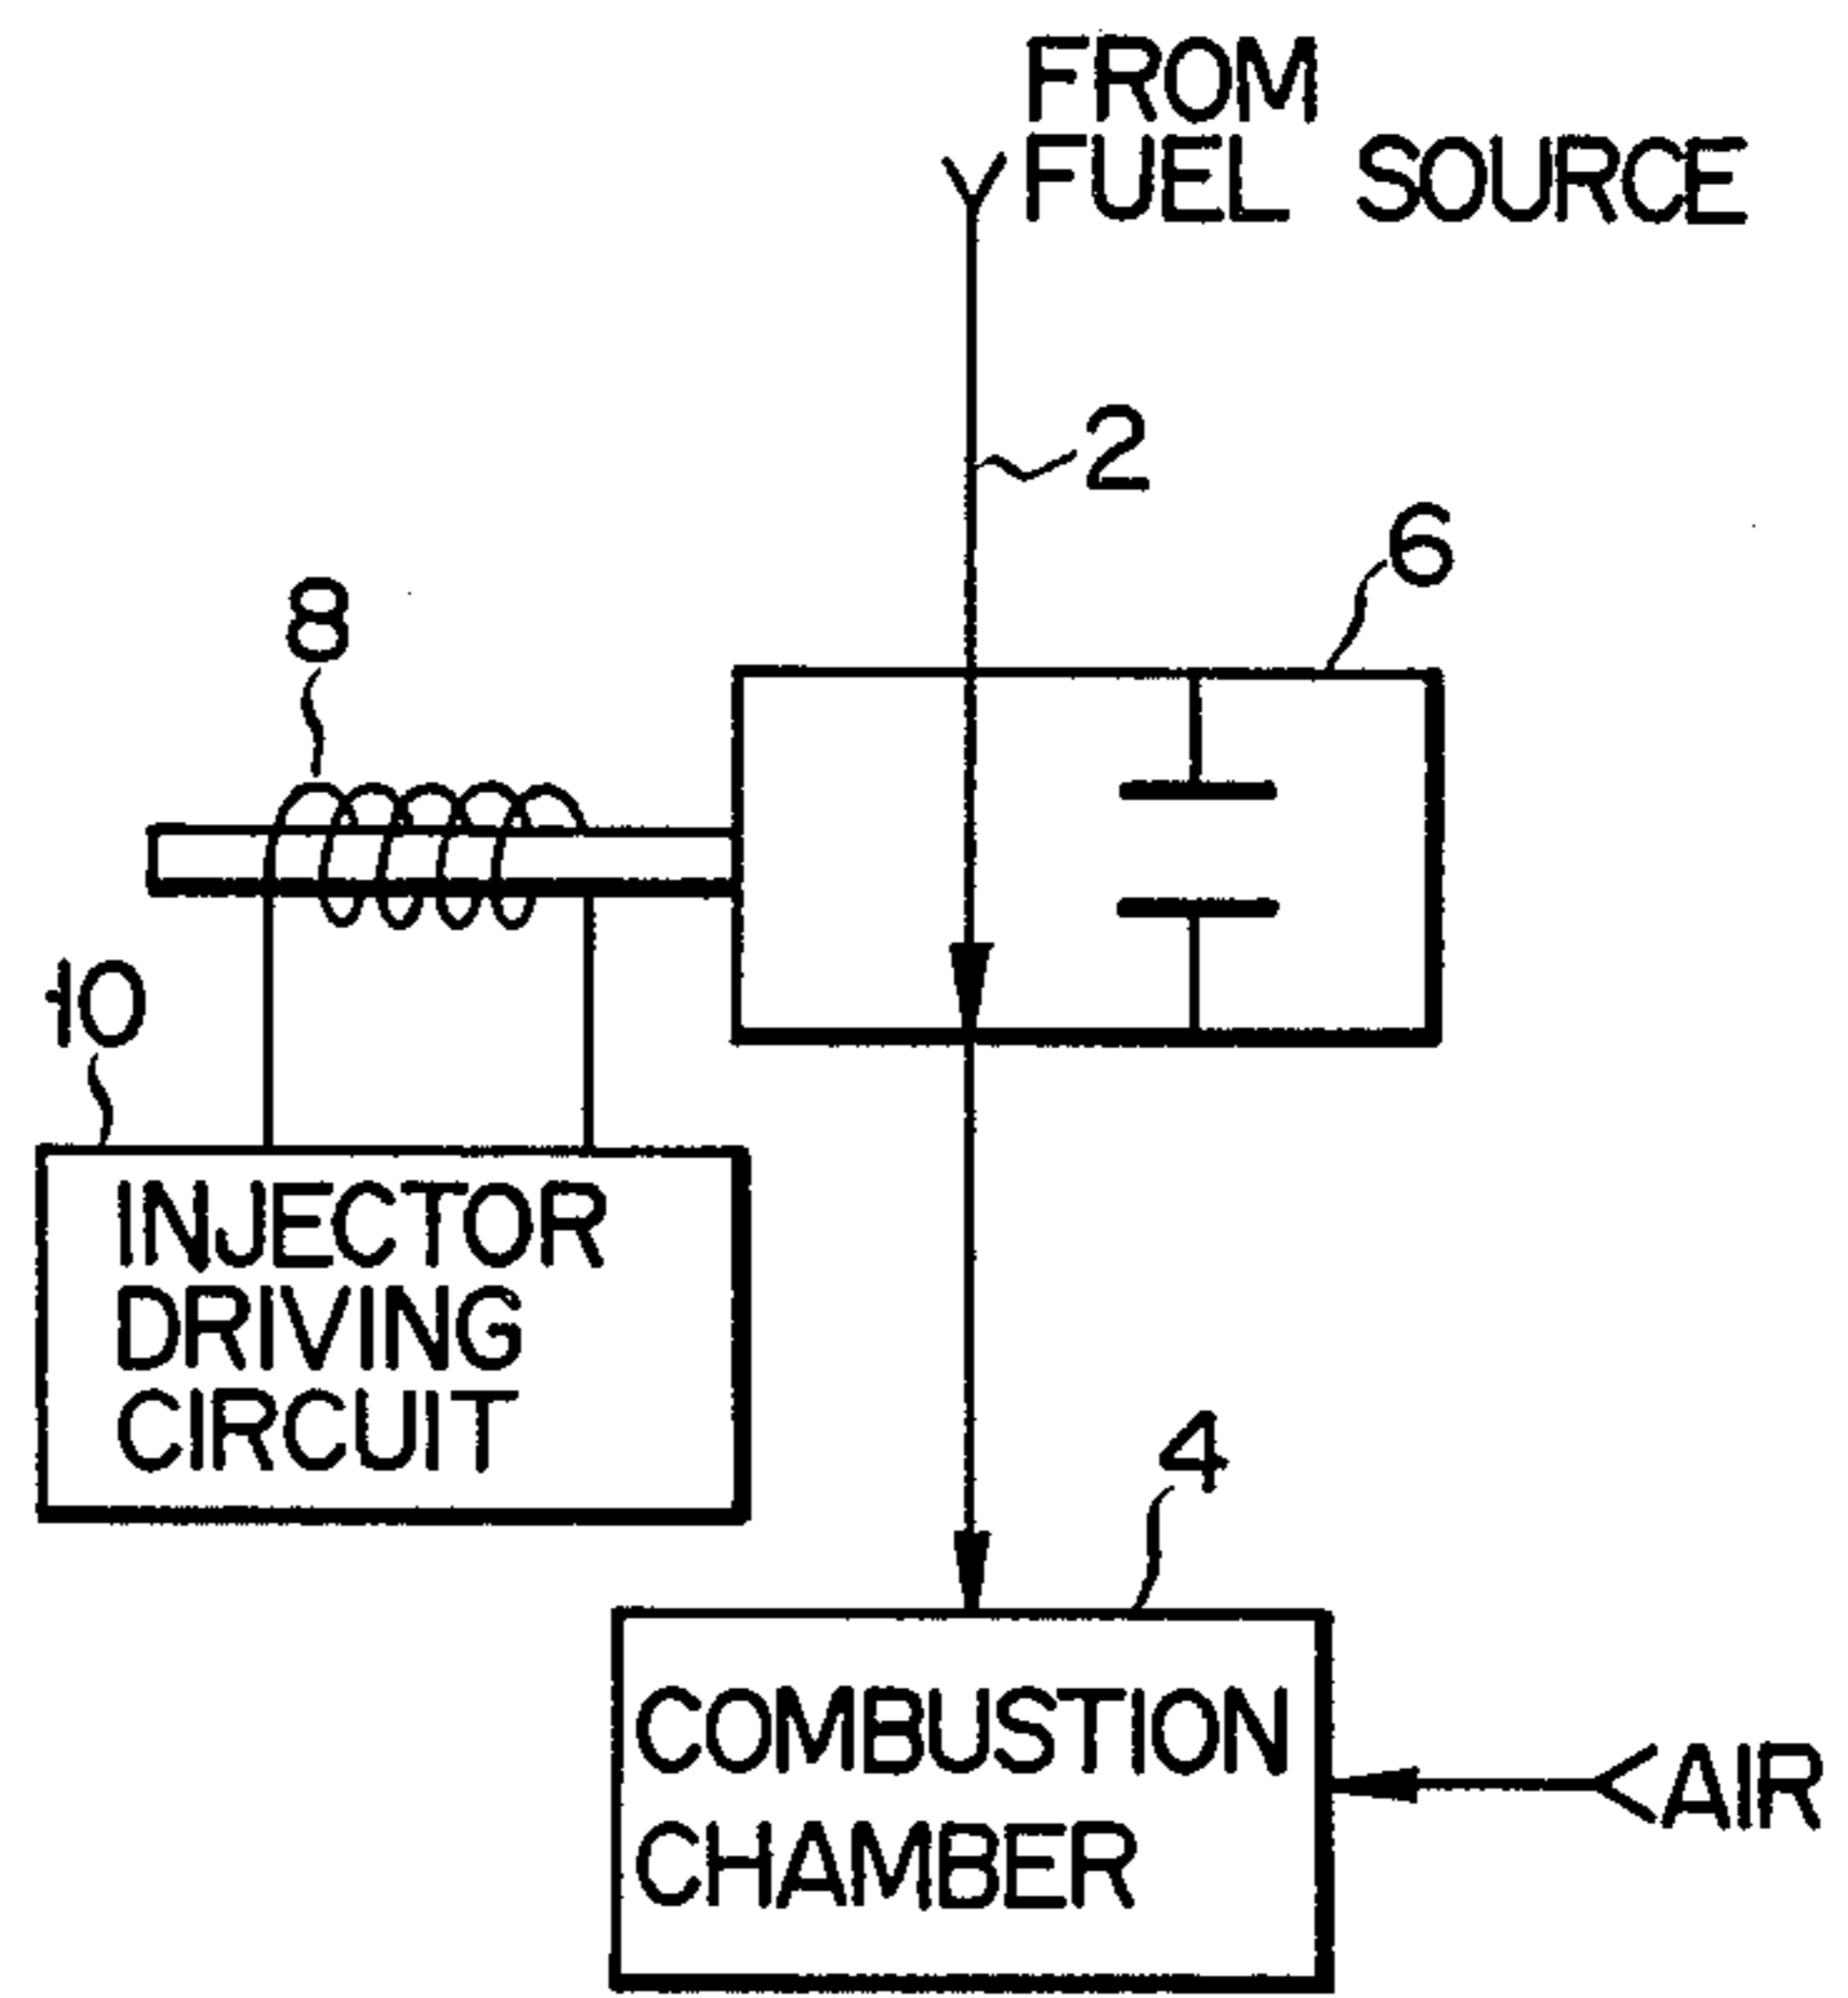 FROM
FUEL SOURCE
2
6
8
10
INJECTOR
DRIVING
CIRCUIT
4
COMBUSTION
CHAMBER
AIR